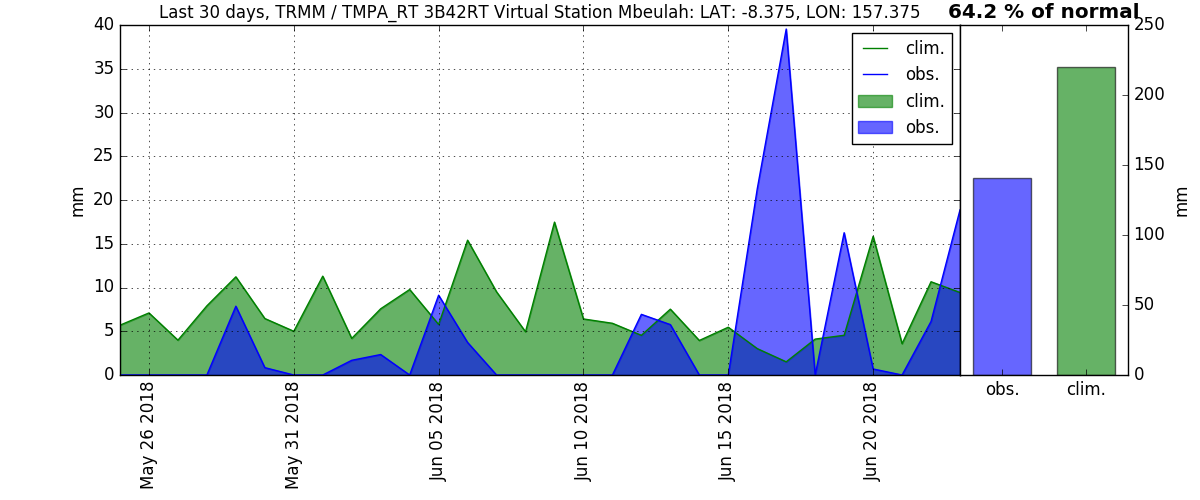 Last 30 days, TRMM / TMPA_RT 3B42RT Virtual Station Mbeulah: LAT: -8.375, LON: 157.375
64.2 % of normal
40
35
30
25
20
15
10
5
0
mm
clim.
obs.
clim.
obs.
May 26 2018
May 31 2018
Jun 05 2018
Jun 10 2018
Jun 15 2018
Jun 20 2018
250
200
150
100
50
0
mm
obs.
clim.